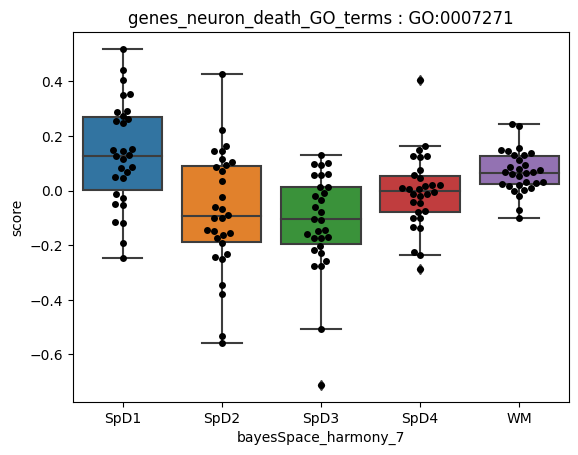 genes_neuron_death_GO_terms : GO:0007271
score
0.4
0.2
0.0
−0.2
−0.4
−0.6
SpD1 SpD2 SpD3 SpD4 WM
bayesSpace_harmony_7